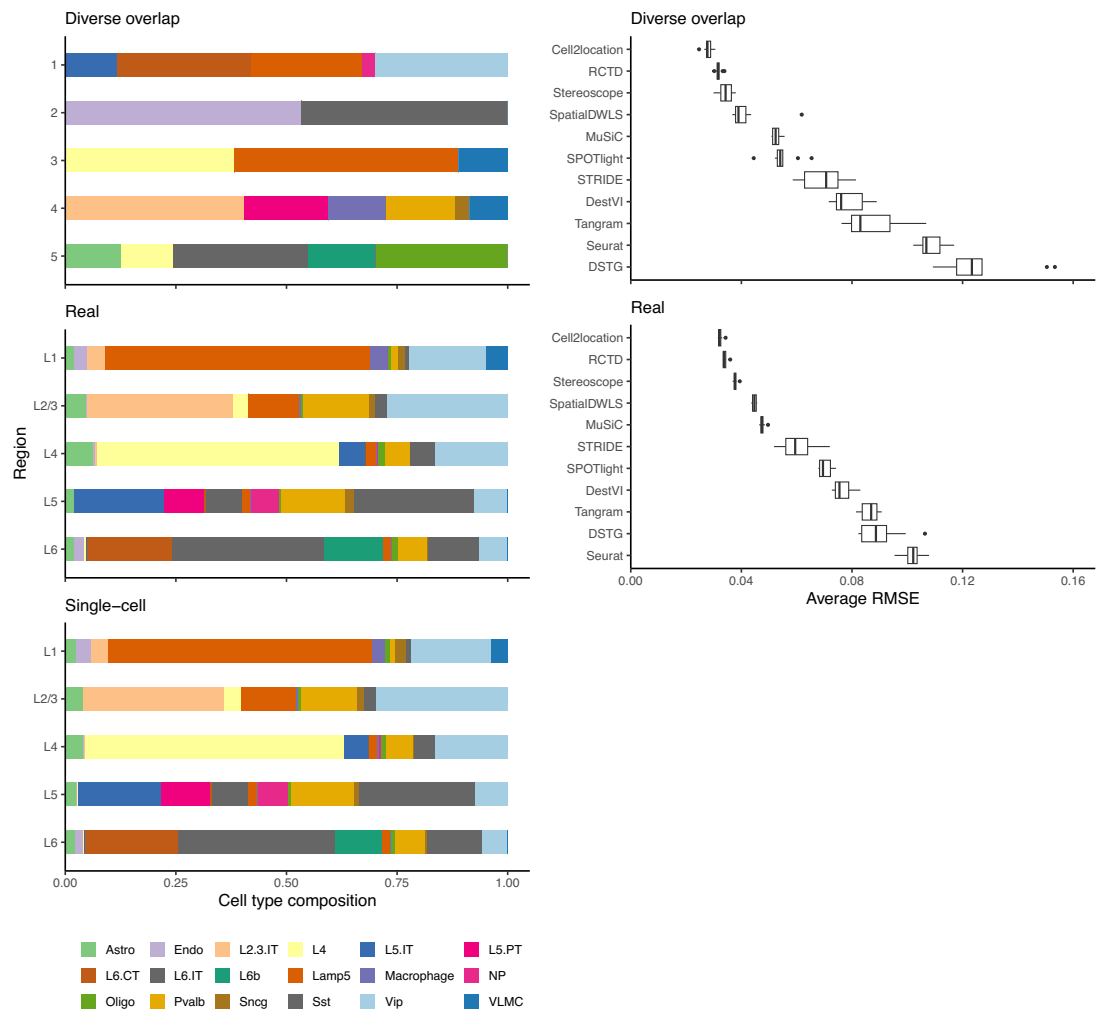 Diverse overlap
1
2
3
4
5
Real
L1
L2/3
L4
L5
L6
Single−cell
L1
L2/3
L4
L5
L6
0.00 0.25 0.50 0.75 1.00
Cell type composition
Region
Diverse overlap
Cell2location
RCTD
Stereoscope
SpatialDWLS
MuSiC
SPOTlight
STRIDE
DestVI
Tangram
Seurat
DSTG
Real
Cell2location
RCTD
Stereoscope
SpatialDWLS
MuSiC
STRIDE
SPOTlight
DestVI
Tangram
DSTG
Seurat
0.00 0.04 0.08 0.12 0.16
Average RMSE
Astro Endo L2.3.IT L4 L5.IT L5.PT
L6.CT L6.IT L6b Lamp5 Macrophage NP
Oligo Pvalb Sncg Sst Vip VLMC